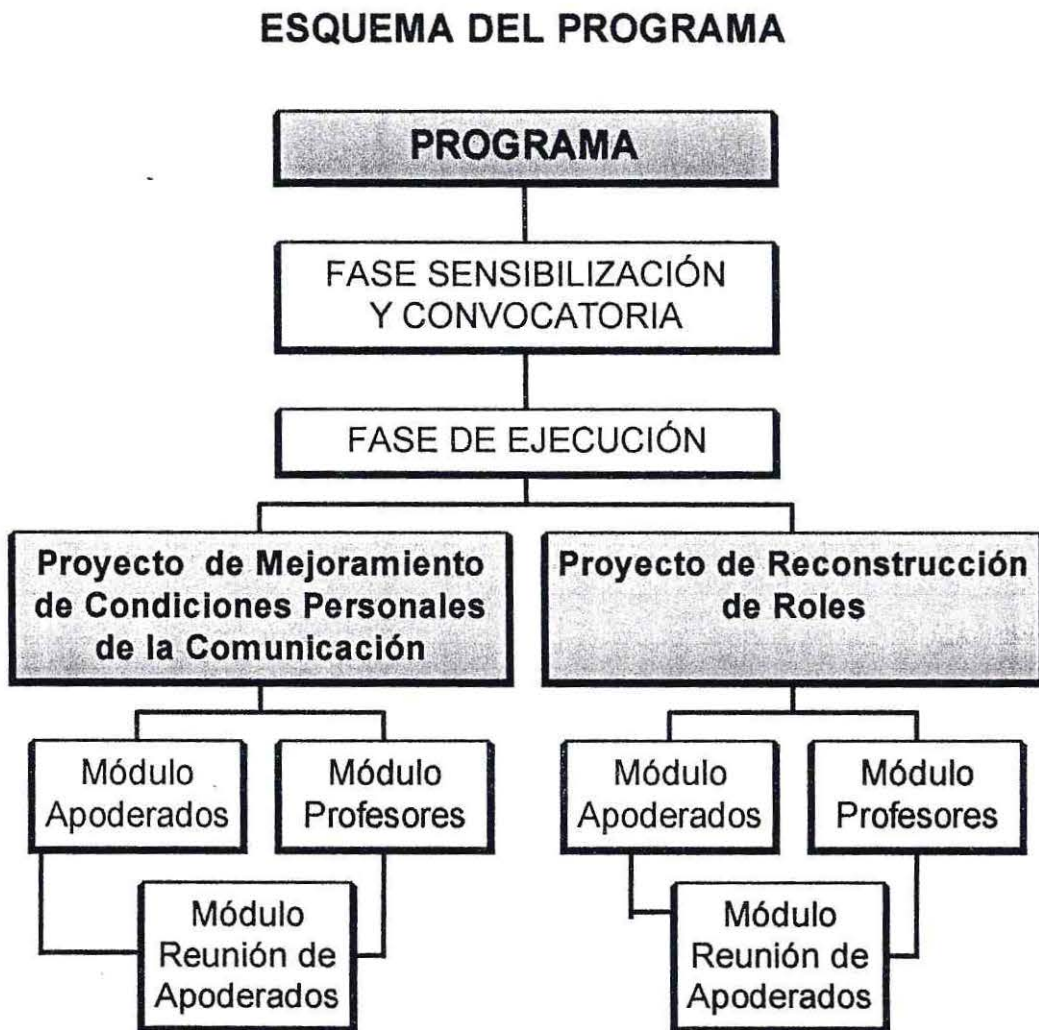 ESQUEMA DEL PROGRAMA
PROGRAMA
FASE SENSIBILIZACIÓN
Y CONVOCATORIA
FASE DE EJECUCIÓN
Proyecto de Mejoramiento
de Condiciones Personales
de la Comunicación
Proyecto de Reconstrucción
de Roles
Módulo
Apoderados
Módulo
Profesores
Módulo
Reunión de
Apoderados
Módulo
Apoderados
Módulo
Profesores
Módulo
Reunión de
Apoderados